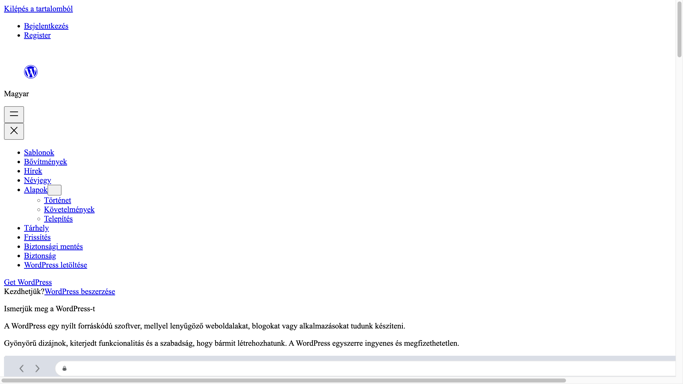 Kilépés a tartalomból
Bejelentkezés
Register
Magyar
Sablonok
Bővítmények
Hírek
Névjegy
Alapok
Történet
Követelmények
Telepítés
Tárhely
Frissítés
Biztonsági mentés
Biztonság
WordPress letöltése
Get WordPress
Kezdhetjük?WordPress beszerzése
Ismerjük meg a WordPress-t
A WordPress egy nyílt forráskódú szoftver, mellyel lenyűgöző weboldalakat, blogokat vagy alkalmazásokat tudunk készíteni.
Gyönyörű dizájnok, kiterjedt funkcionalitás és a szabadság, hogy bármit létrehozhatunk. A WordPress egyszerre ingyenes és megfizethetetlen.